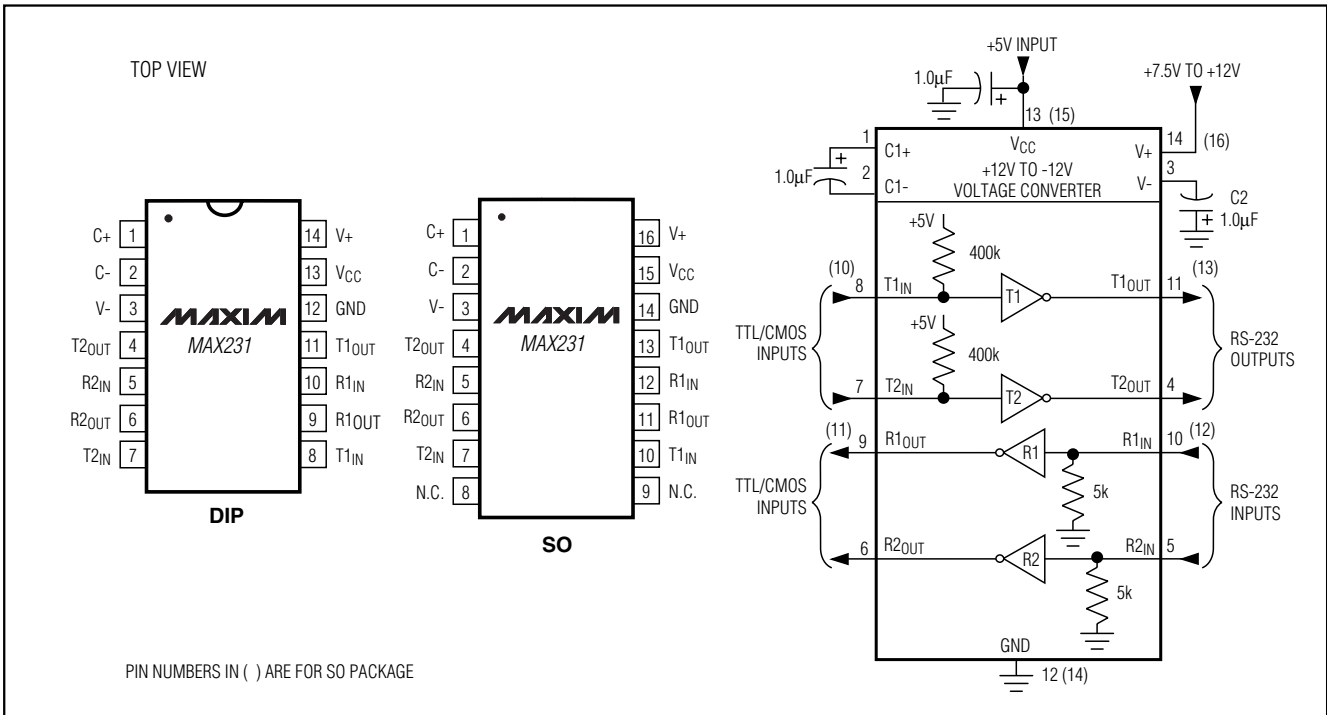 TOP VIEW
DIP
C+ 1
C- 2
V- 3
T2OUT 4
R2IN 5
R2OUT 6
T2IN 7
14 V+
13 VCC
12 GND
11 T1OUT
10 R1IN
9 R1OUT
8 T1IN
MAXIM
MAX231
SO
C+ 1
C- 2
V- 3
T2OUT 4
R2IN 5
R2OUT 6
T2IN 7
N.C. 8
16 V+
15 VCC
14 GND
13 T1OUT
12 R1IN
11 R1OUT
10 T1IN
9 N.C.
MAXIM
MAX231
PIN NUMBERS IN ( ) ARE FOR SO PACKAGE
+5V INPUT
1.0μF
+
+7.5V TO +12V
13 (15)
VCC
1
C1+
+
1.0μF
2
C1-
+12V TO -12V
VOLTAGE CONVERTER
V+
14 (16)
V-
3
C2
+ 1.0μF
+5V
400k
(10)
8 T1IN
T1
T1OUT 11 (13)
+5V
400k
TTL/CMOS
INPUTS
RS-232
OUTPUTS
7 T2IN
T2
T2OUT 4
(11)
9 R1OUT
R1
R1IN 10 (12)
5k
TTL/CMOS
INPUTS
RS-232
INPUTS
6 R2OUT
R2
R2IN 5
5k
GND
12 (14)